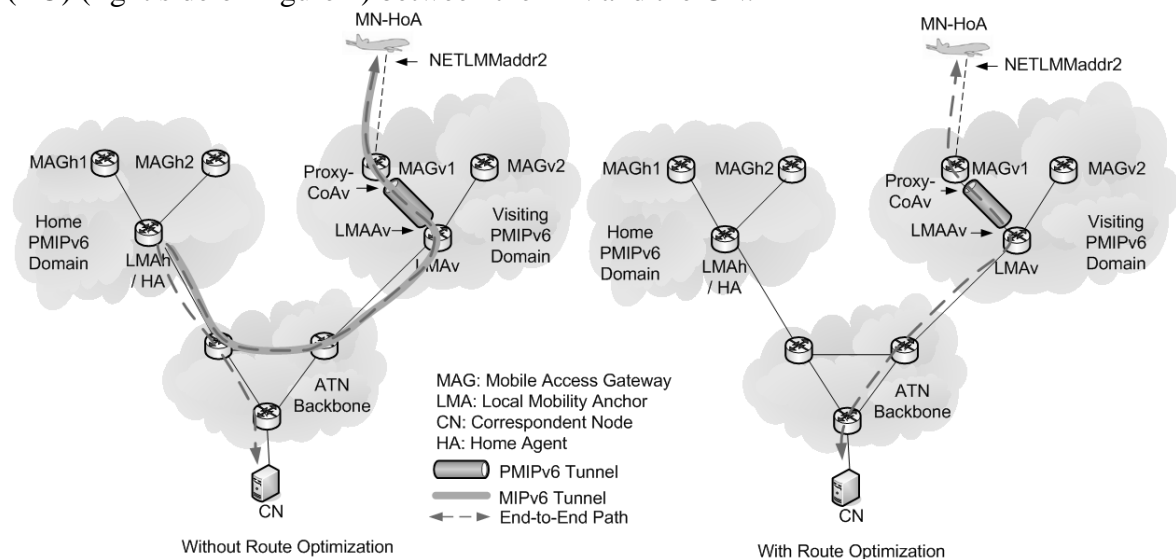 (right side of Figure between the MN and the CN.
MN-HoA
NETLMMaddr2
MAGh1
MAGh2
MAGv1
MAGv2
Proxy-
CoAv
LMAAv
Home
PMIPv6
Domain
LMAh
/ HA
Visiting
PMIPv6
Domain
LMAv
ATN
Backbone
CN
Without Route Optimization
MAG: Mobile Access Gateway
LMA: Local Mobility Anchor
CN: Correspondent Node
HA: Home Agent
PMIPv6 Tunnel
MIPv6 Tunnel
End-to-End Path
MN-HoA
NETLMMaddr2
MAGh1
MAGh2
MAGv1
MAGv2
Proxy-
CoAv
LMAAv
Home
PMIPv6
Domain
LMAh
/ HA
Visiting
PMIPv6
Domain
LMAv
ATN
Backbone
CN
With Route Optimization